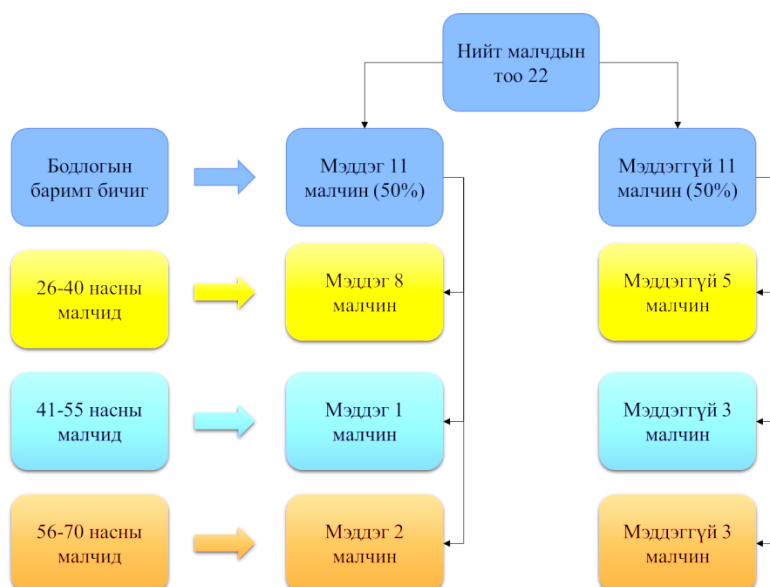 Нийт малчдын
тоо 22
Бодлогын
баримт бичиг
Мэддэг 11
малчин (50%)
Мэддэггүй 11
малчин (50%)
26-40 насны
малчид
Мэддэг 8
малчин
Мэддэггүй 5
малчин
41-55 насны
малчид
Мэддэг 1
малчин
Мэддэггүй 3
малчин
56-70 насны
малчид
Мэддэг 2
малчин
Мэддэггүй 3
малчин